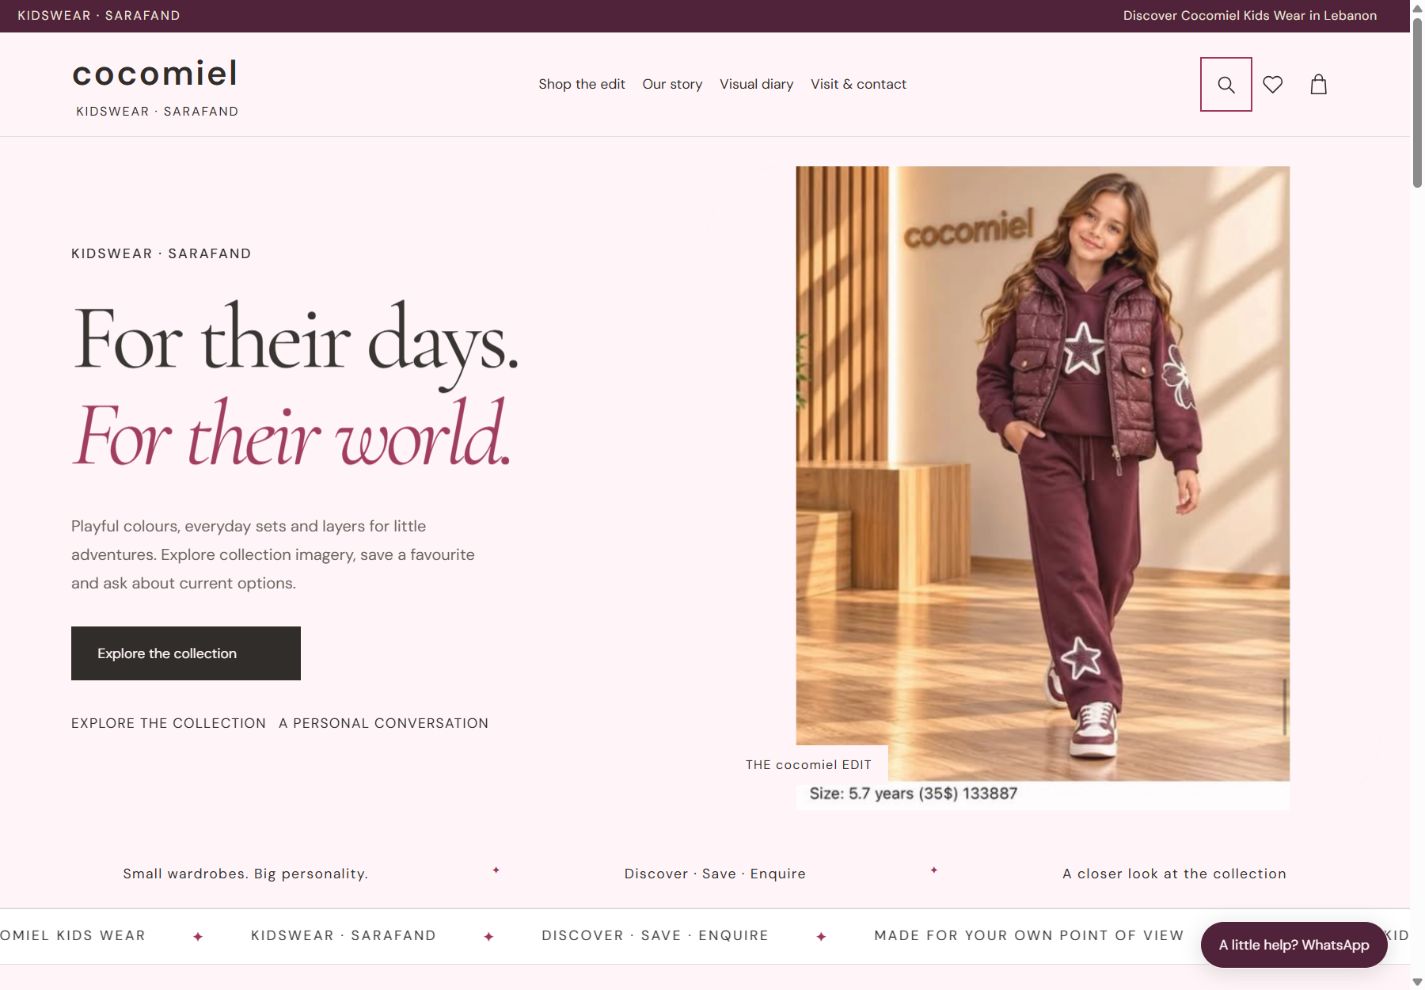 KIDSWEAR · SARAFAND
Discover Cocomiel Kids Wear in Lebanon
cocomiel
KIDSWEAR · SARAFAND
Shop the edit
Our story
Visual diary
Visit & contact
KIDSWEAR · SARAFAND
For their days.
For their world.
Playful colours, everyday sets and layers for little
adventures. Explore collection imagery, save a favourite
and ask about current options.
Explore the collection
EXPLORE THE COLLECTION
A PERSONAL CONVERSATION
cocomiel
THE cocomiel EDIT
Size: 5.7 years (35$) 133887
Small wardrobes. Big personality.
Discover · Save · Enquire
A closer look at the collection
OMIEL KIDS WEAR ✦ KIDSWEAR · SARAFAND ✦ DISCOVER · SAVE · ENQUIRE ✦ MADE FOR YOUR OWN POINT OF VIEW KID
A little help? WhatsApp